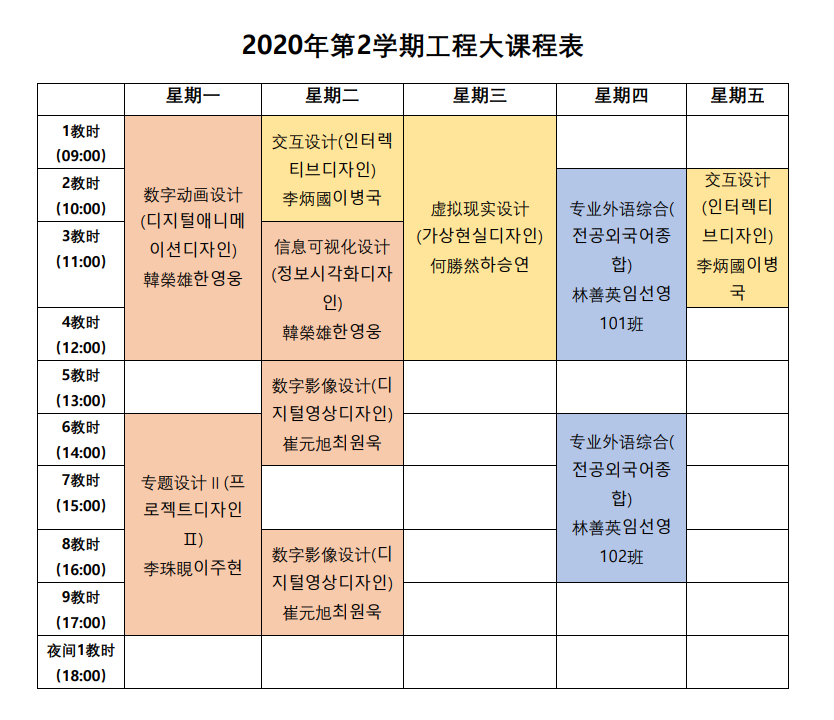 2020年第2学期工程大课程表
星期一 星期二 星期三 星期四 星期五
1教时
(09:00)
2教时
(10:00)
3教时
(11:00)
4教时
(12:00)
5教时
(13:00)
6教时
(14:00)
7教时
(15:00)
8教时
(16:00)
9教时
(17:00)
夜间1教时
(18:00)
数字动画设计
(디지털애니메
이션디자인)
韓榮雄한영웅
专题设计Ⅱ(프
로젝트디자인
Ⅱ)
李珠晛이주현
交互设计(인터렉
티브디자인)
李炳國이병국
信息可视化设计
(정보시각화디자
인)
韓榮雄한영웅
数字影像设计(디
지털영상디자인)
崔元旭최원욱
数字影像设计(디
지털영상디자인)
崔元旭최원욱
虚拟现实设计
(가상현실디자인)
何勝然하승연
专业外语综合(
전공외국어종
합)
林善英임선영
101班
专业外语综合(
전공외국어종
합)
林善英임선영
102班
交互设计
(인터렉티
브디자인)
李炳國이병
국